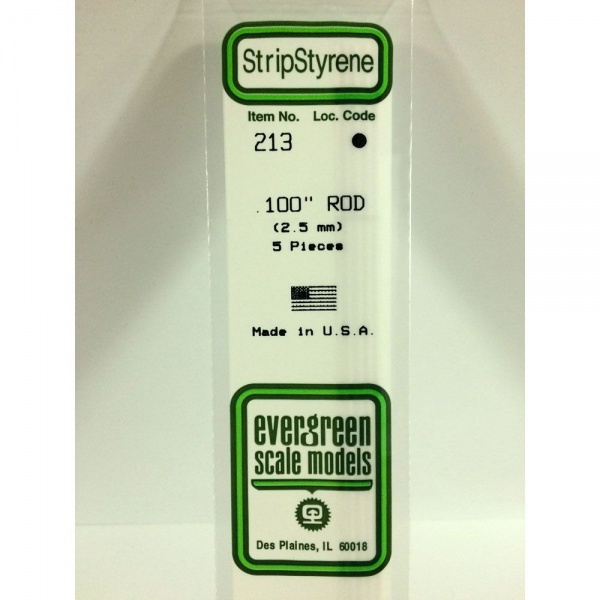 StripStyrene
Item No. Loc. Code
213
.100" ROD
(2.5 mm)
5 Pieces
Made in U.S.A.
evergreen
scale models
Des Plaines, IL 60018